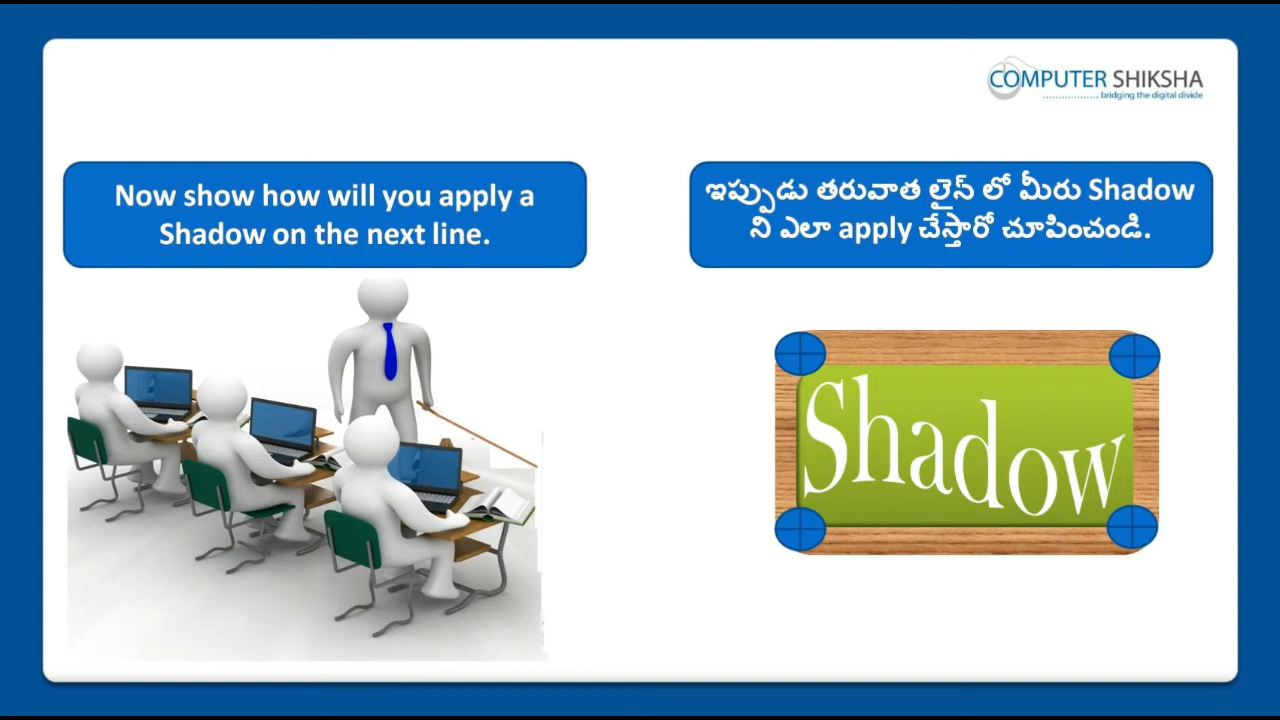 COMPUTER SHIKSHA
bridging the digital divide
Now show how will you apply a
Shadow on the next line.
ఇప్పుడు తరువాత లైన్ లో మీరు Shadow
ని ఎలా apply చేస్తారో చూపించండి.
Shadow